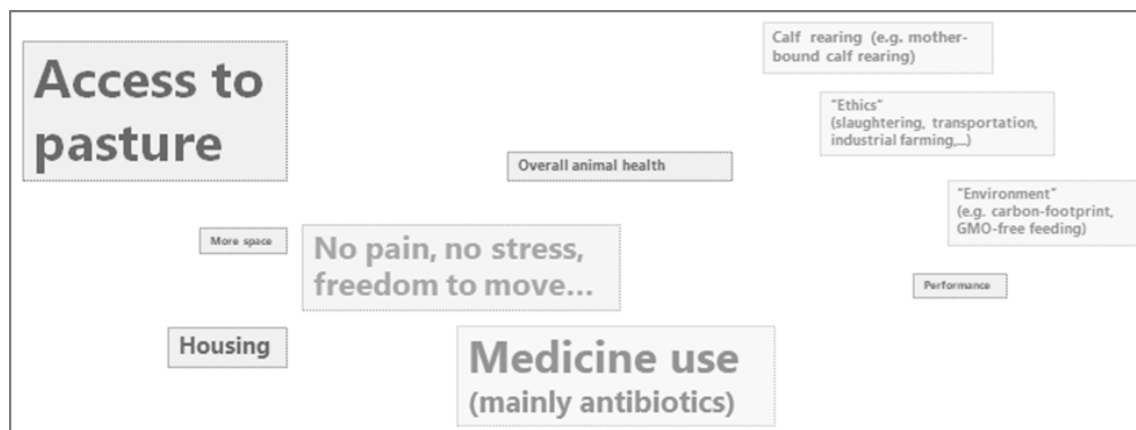 Access to
pasture
Calf rearing (e.g. mother-
bound calf rearing)
"Ethics"
(slaughtering, transportation,
industrial farming,...)
Overall animal health
"Environment"
(e.g. carbon-footprint,
GMO-free feeding)
More space
No pain, no stress,
freedom to move...
Performance
Housing
Medicine use
(mainly antibiotics)